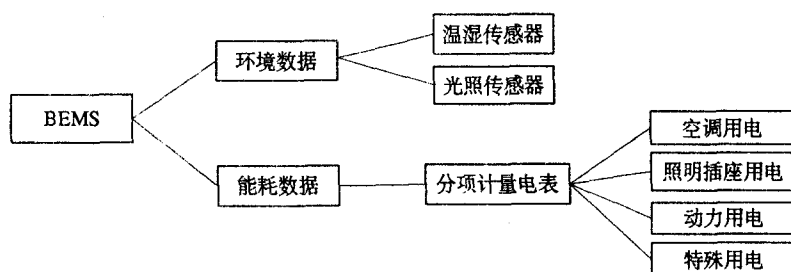 温湿传感器
环境数据
光照传感器
BEMS
空调用电
照明插座用电
能耗数据
分项计量电表
动力用电
特殊用电